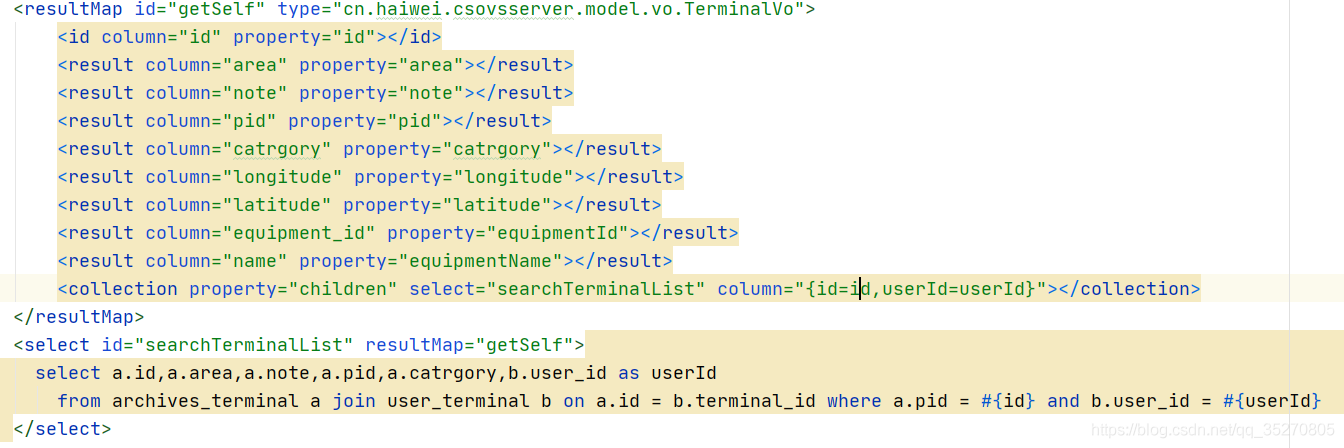 <resultMap id="getSelf" type="cn.haiwei.csovsserver.model.vo.TerminalVo">
<id column="id" property="id"></id>
<result column="area" property="area"></result>
<result column="note" property="note"></result>
<result column="pid" property="pid"></result>
<result column="catrgory" property="catrgory"></result>
<result column="longitude" property="longitude"></result>
<result column="latitude" property="latitude"></result>
<result column="equipment_id" property="equipmentId"></result>
<result column="name" property="equipmentName"></result>
<collection property="children" select="searchTerminalList" column="{id=id,userId=userId}"></collection>
</resultMap>
<select id="searchTerminalList" resultMap="getSelf">
select a.id,a.area,a.note,a.pid,a.catrgory,b.user_id as userId
from archives_terminal a join user_terminal b on a.id = b.terminal_id where a.pid = #{id} and b.user_id = #{userId}
</select>
https://blog.csdn.net/qq_35270805